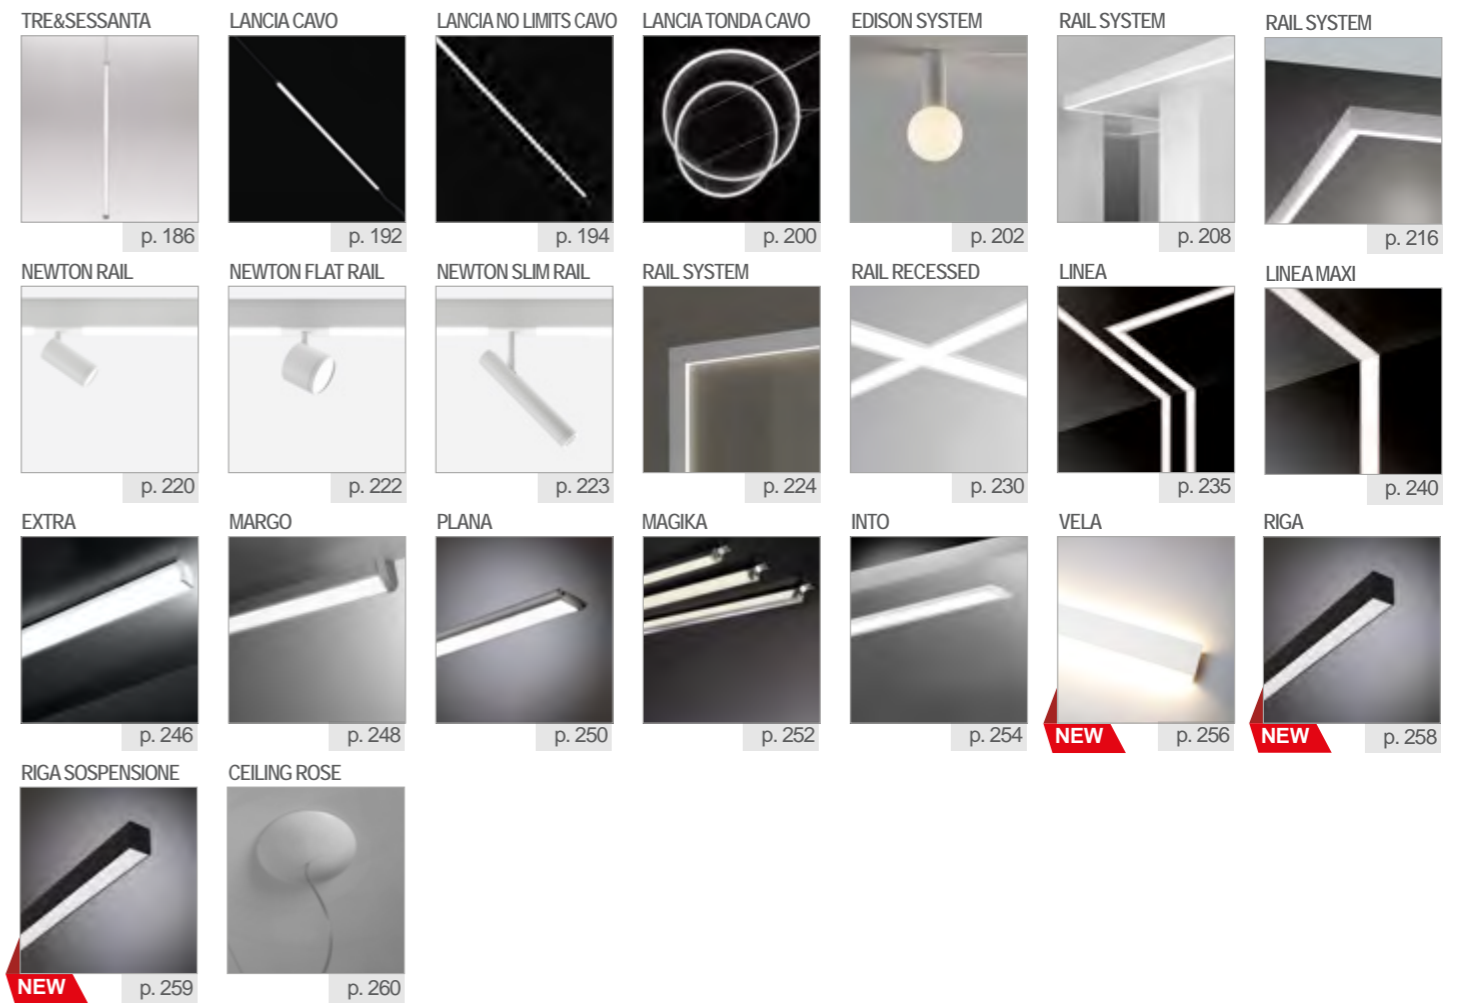 TRE&SESSANTA
LANCIA CAVO
LANCIA NO LIMITS CAVO
LANCIA TONDA CAVO
EDISON SYSTEM
RAIL SYSTEM
RAIL SYSTEM
p. 186
p. 192
p. 194
p. 200
p. 202
p. 208
p. 216
NEWTON RAIL
NEWTON FLAT RAIL
NEWTON SLIM RAIL
RAIL SYSTEM
RAIL RECESSED
LINEA
LINEA MAXI
p. 220
p. 222
p. 223
p. 224
p. 230
p. 235
p. 240
EXTRA
MARGO
PLANA
MAGIKA
INTO
VELA
RIGA
p. 246
p. 248
p. 250
p. 252
p. 254
NEW
p. 256
NEW
p. 258
RIGA SOSPENSIONE
CEILING ROSE
NEW
p. 259
p. 260